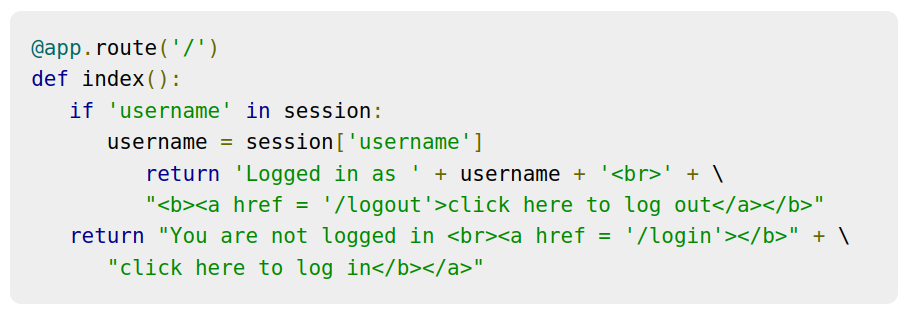 @app.route('/')
def index():
   if 'username' in session:
      username = session['username']
         return 'Logged in as ' + username + '<br>' + \
         "<b><a href = '/logout'>click here to log out</a></b>"
   return "You are not logged in <br><a href = '/login'></b>" + \
      "click here to log in</b></a>"